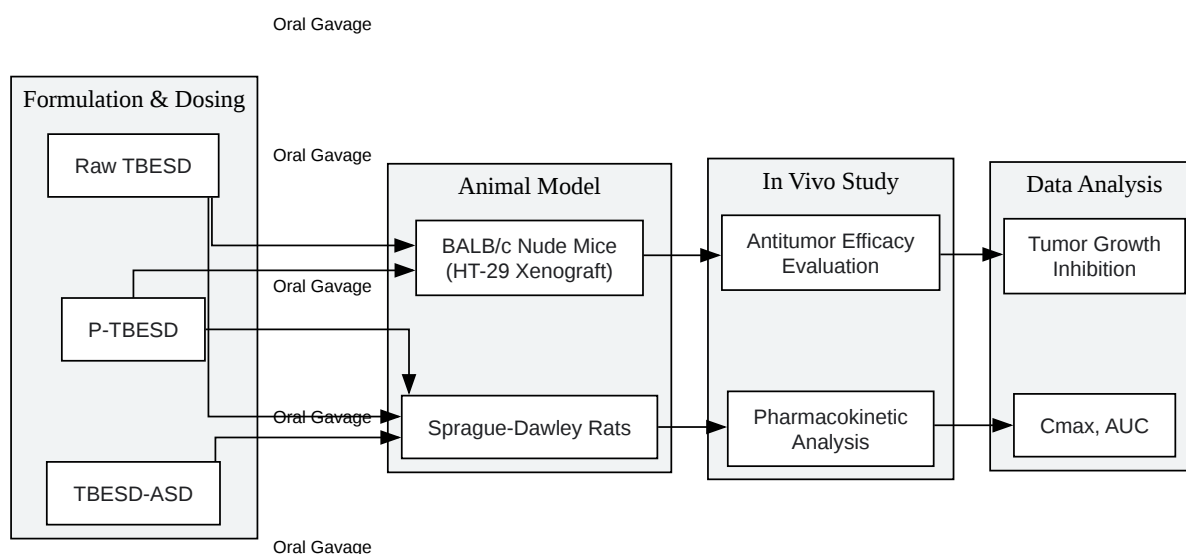 Oral Gavage
Formulation & Dosing
Raw TBESD
Oral Gavage
Animal Model
In Vivo Study
Data Analysis
BALB/c Nude Mice
(HT-29 Xenograft)
Antitumor Efficacy
Evaluation
Tumor Growth
Inhibition
Oral Gavage
P-TBESD
Oral Gavage
Sprague-Dawley Rats
Pharmacokinetic
Analysis
Cmax, AUC
TBESD-ASD
Oral Gavage